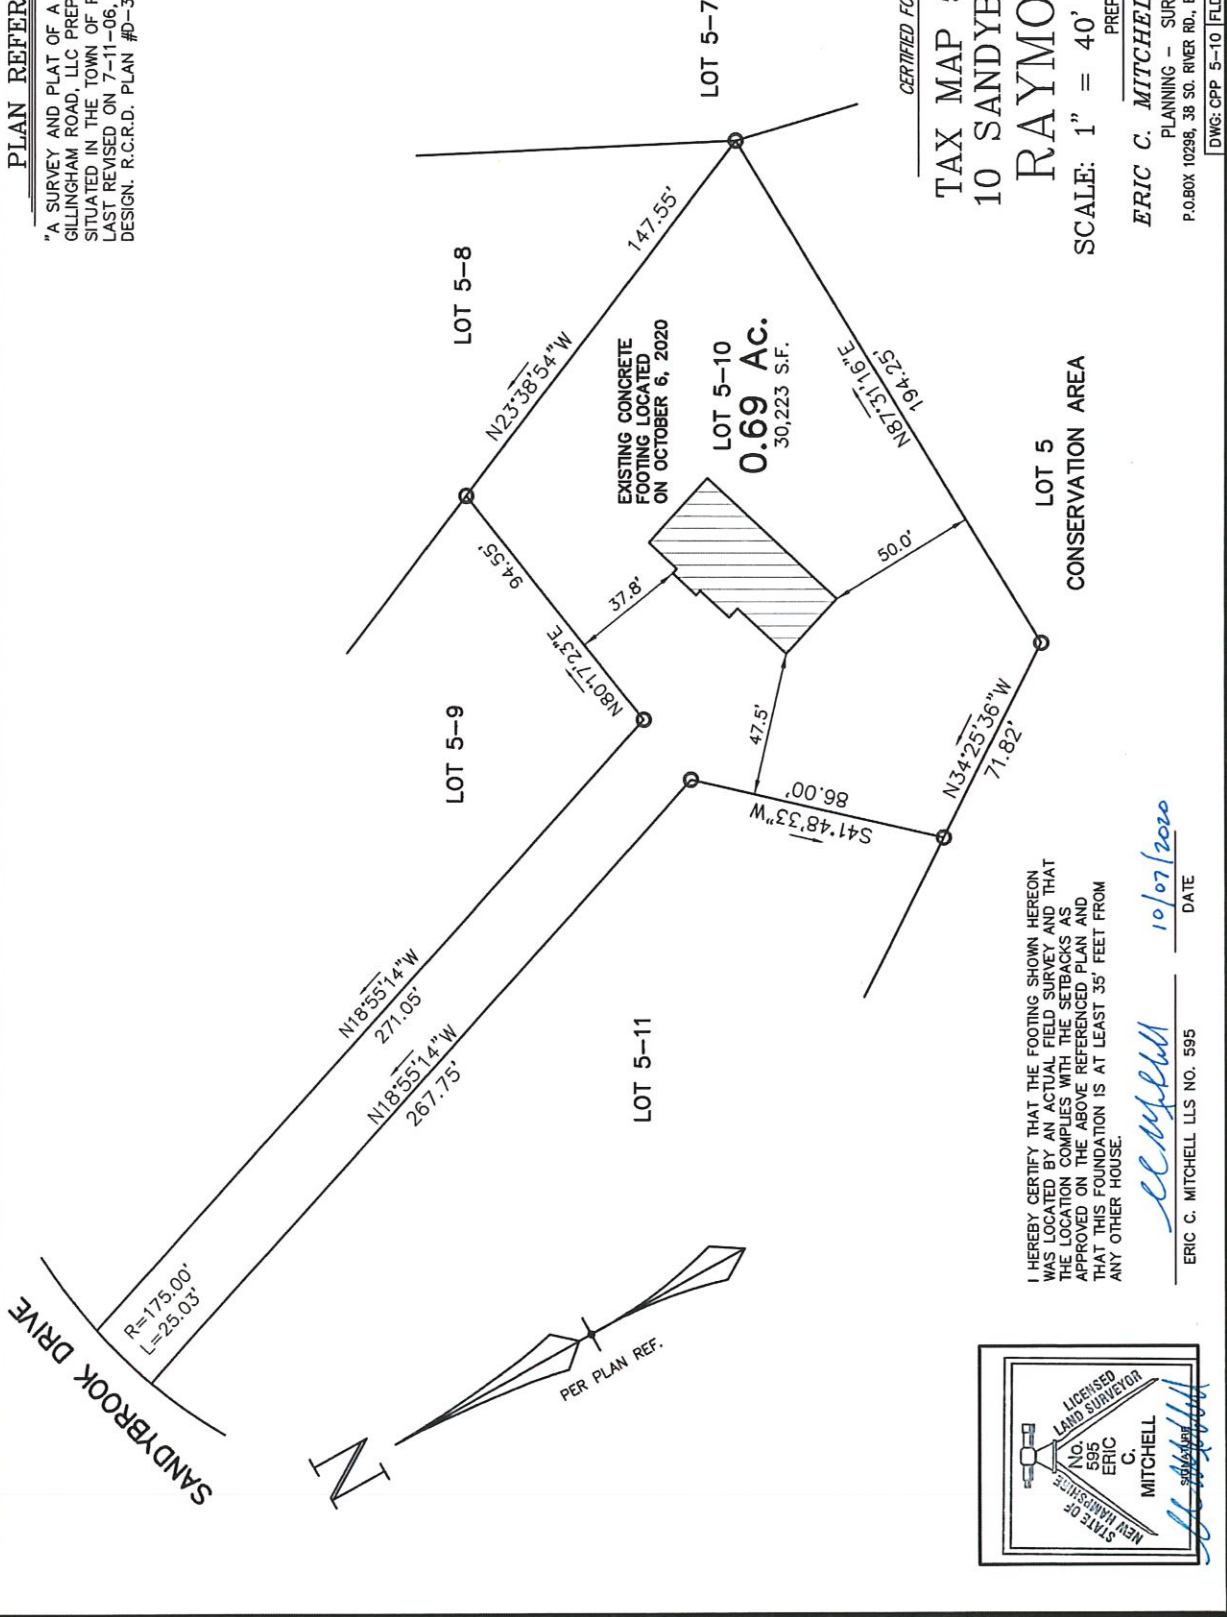 PLAN REFER
"A SURVEY AND PLAT OF A
GILLINGHAM ROAD, LLC PREP
SITUATED IN THE TOWN OF
LAST REVISED ON 7-11-06,
DESIGN. R.C.R.D. PLAN #D-3
SANDYBROOK DRIVE
R=175.00'
L=25.03'
N18°55'14"W
271.05'
N18°55'14"W
267.75'
LOT 5-9
LOT 5-8
LOT 5-7
LOT 5-11
N80°17'23"E
94.55'
N23°38'54"W
147.55'
37.8'
EXISTING CONCRETE
FOOTING LOCATED
ON OCTOBER 6, 2020
LOT 5-10
0.69 Ac.
30,223 S.F.
47.5'
50.0'
S41°48'33"W
86.00'
N87°31'16"E
194.25'
N34°25'36"W
71.82'
LOT 5
CONSERVATION AREA
N
PER PLAN REF.
I HEREBY CERTIFY THAT THE FOOTING SHOWN HEREON
WAS LOCATED BY AN ACTUAL FIELD SURVEY AND THAT
THE LOCATION COMPLIES WITH THE SETBACKS AS
APPROVED ON THE ABOVE REFERENCED PLAN AND
THAT THIS FOUNDATION IS AT LEAST 35' FEET FROM
ANY OTHER HOUSE.
10/07/2020
ERIC C. MITCHELL LLS NO. 595
DATE
STATE OF
NEW HAMPSHIRE
LICENSED
LAND SURVEYOR
No.
595
ERIC
C.
MITCHELL
SIGNATURE
CERTIFIED FO
TAX MAP
10 SANDYB
RAYMO
SCALE: 1" = 40'
PREP
ERIC C. MITCHEL
PLANNING - SUR
P.O.BOX 10298, 38 SO. RIVER RD.,
DWG: CPP 5-10 FLD